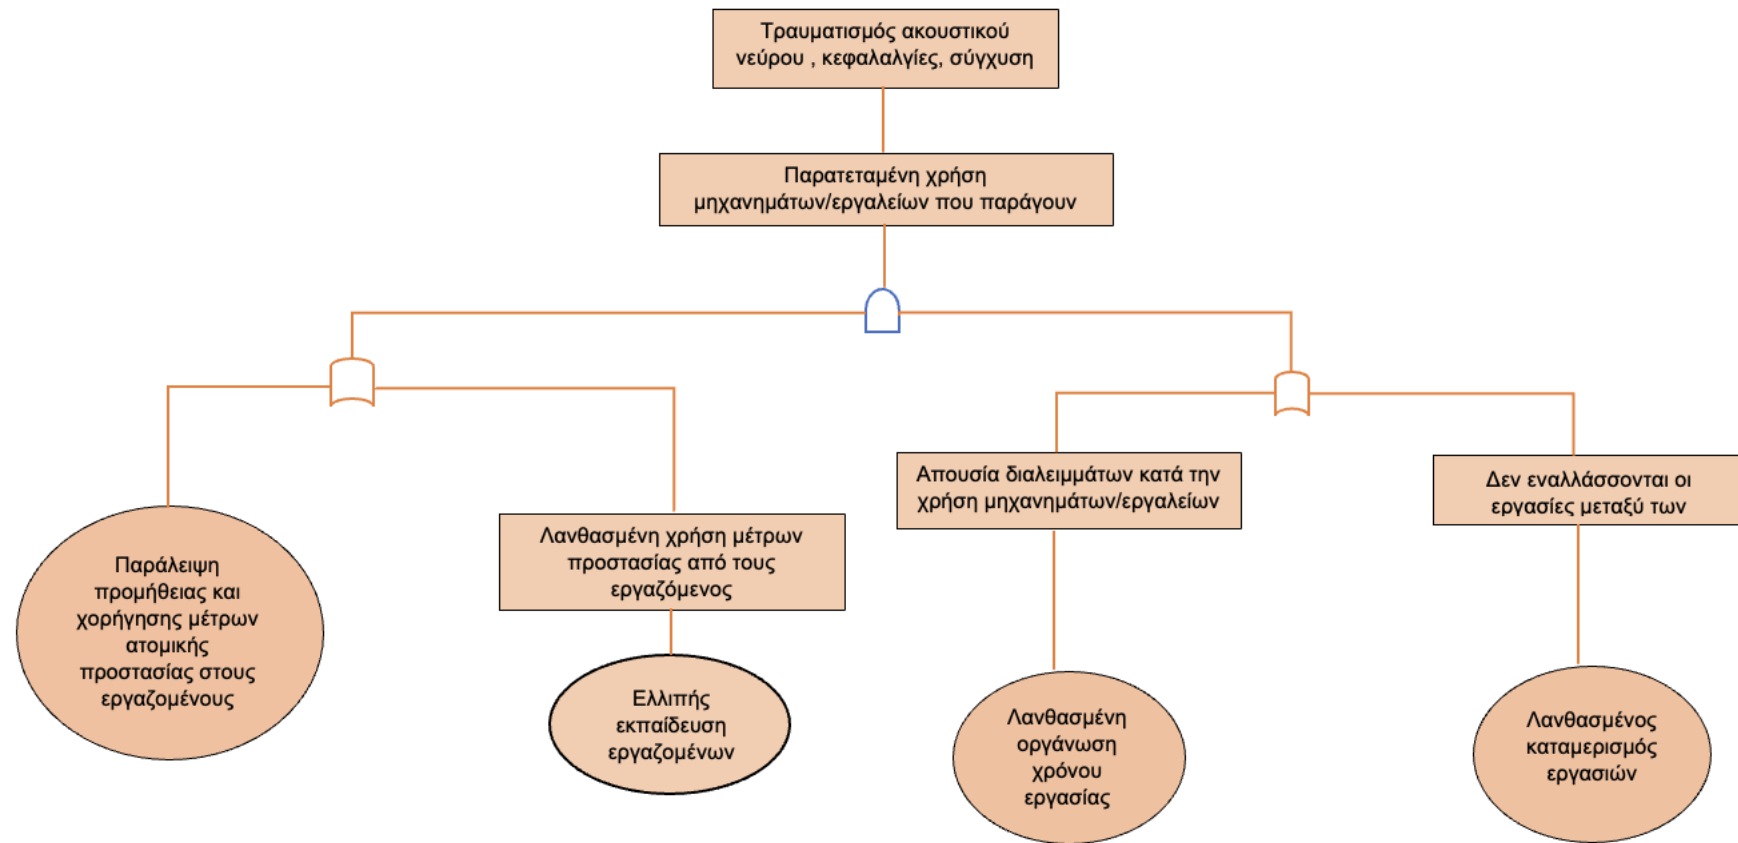 Τραυματισμός ακουστικού
νεύρου , κεφαλαλγίες, σύγχυση
Παρατεταμένη χρήση
μηχανημάτων/εργαλείων που παράγουν
Απουσία διαλειμμάτων κατά την
χρήση μηχανημάτων/εργαλείων
Δεν εναλλάσσονται οι
εργασίες μεταξύ των
Λανθασμένη χρήση μέτρων
προστασίας από τους
εργαζόμενος
Παράλειψη
προμήθειας και
χορήγησης μέτρων
ατομικής
προστασίας στους
εργαζομένους
Ελλιπής
εκπαίδευση
εργαζομένων
Λανθασμένη
οργάνωση
χρόνου
εργασίας
Λανθασμένος
καταμερισμός
εργασιών